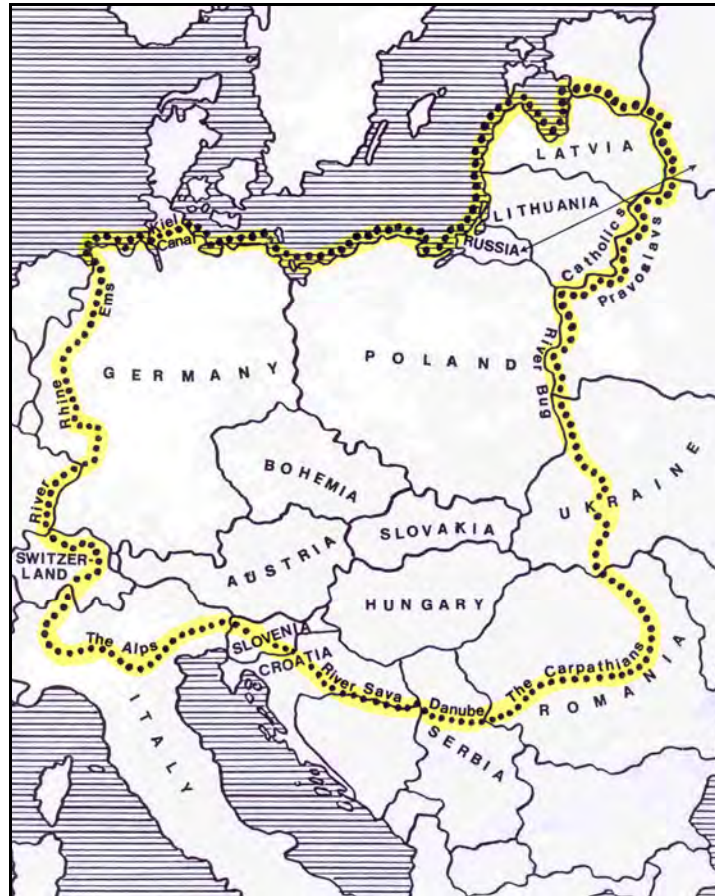 LATVIA
LITHUANIA
RUSSIA
Catholics
Pravoslavs
Kiel
Canal
Ems
GERMANY
POLAND
River Bug
Rhine
River
BOHEMIA
UKRAINE
SLOVAKIA
AUSTRIA
SWITZER-
LAND
HUNGARY
The Alps
SLOVENIA
CROATIA
River Sava & Danube
The Carpathians
ROMANIA
SERBIA
ITALY